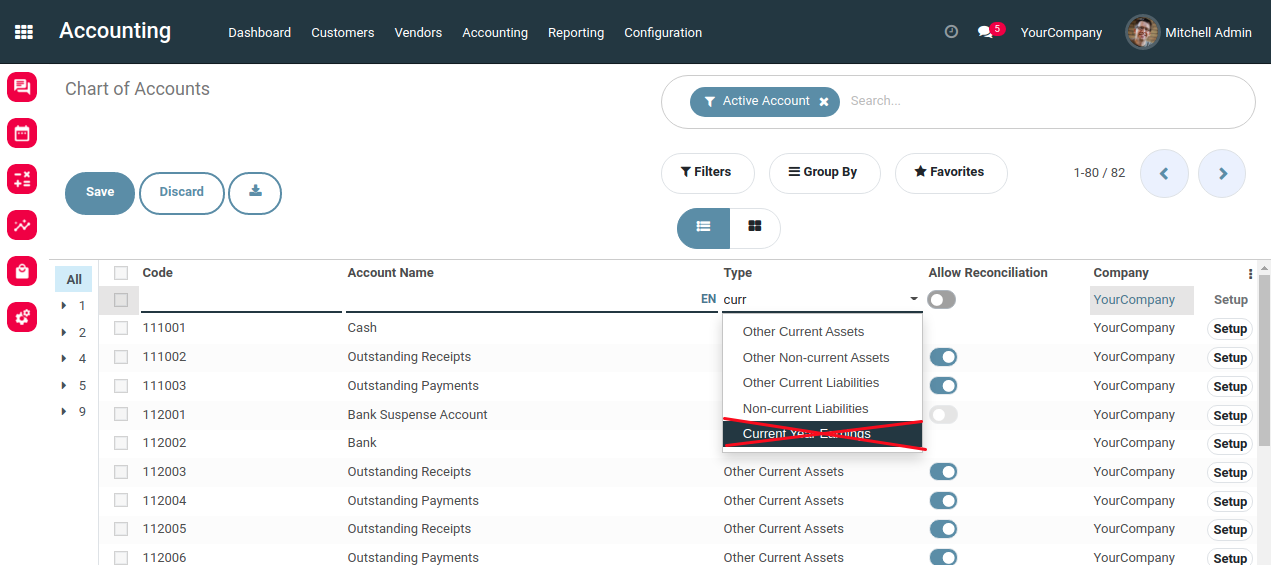 Accounting Dashboard Customers Vendors Accounting Reporting Configuration 5 YourCompany Mitchell Admin
Chart of Accounts
Active Account Search...
Save Discard
Filters Group By Favorites 1-80 / 82
All Code Account Name Type Allow Reconciliation Company
1 EN curr YourCompany Setup
2 111001 Cash YourCompany Setup
4 111002 Outstanding Receipts YourCompany Setup
5 111003 Outstanding Payments YourCompany Setup
9 112001 Bank Suspense Account YourCompany Setup
112002 Bank YourCompany Setup
Other Current Assets
Other Non-current Assets
Other Current Liabilities
Non-current Liabilities
Current Year Earnings
112003 Outstanding Receipts Other Current Assets YourCompany Setup
112004 Outstanding Payments Other Current Assets YourCompany Setup
112005 Outstanding Receipts Other Current Assets YourCompany Setup
112006 Outstanding Payments Other Current Assets YourCompany Setup